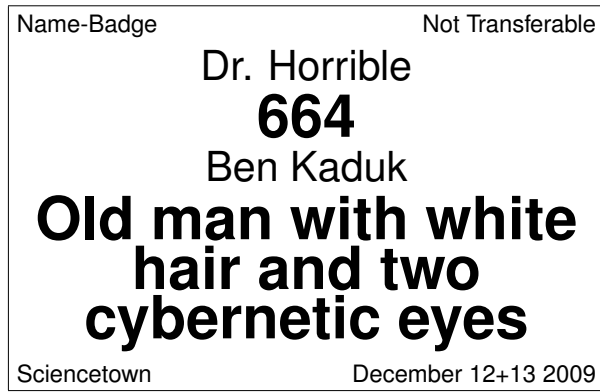 Name-Badge Not Transferable
Dr. Horrible
664
Ben Kaduk
Old man with white
hair and two
cybernetic eyes
Sciencetown December 12+13 2009